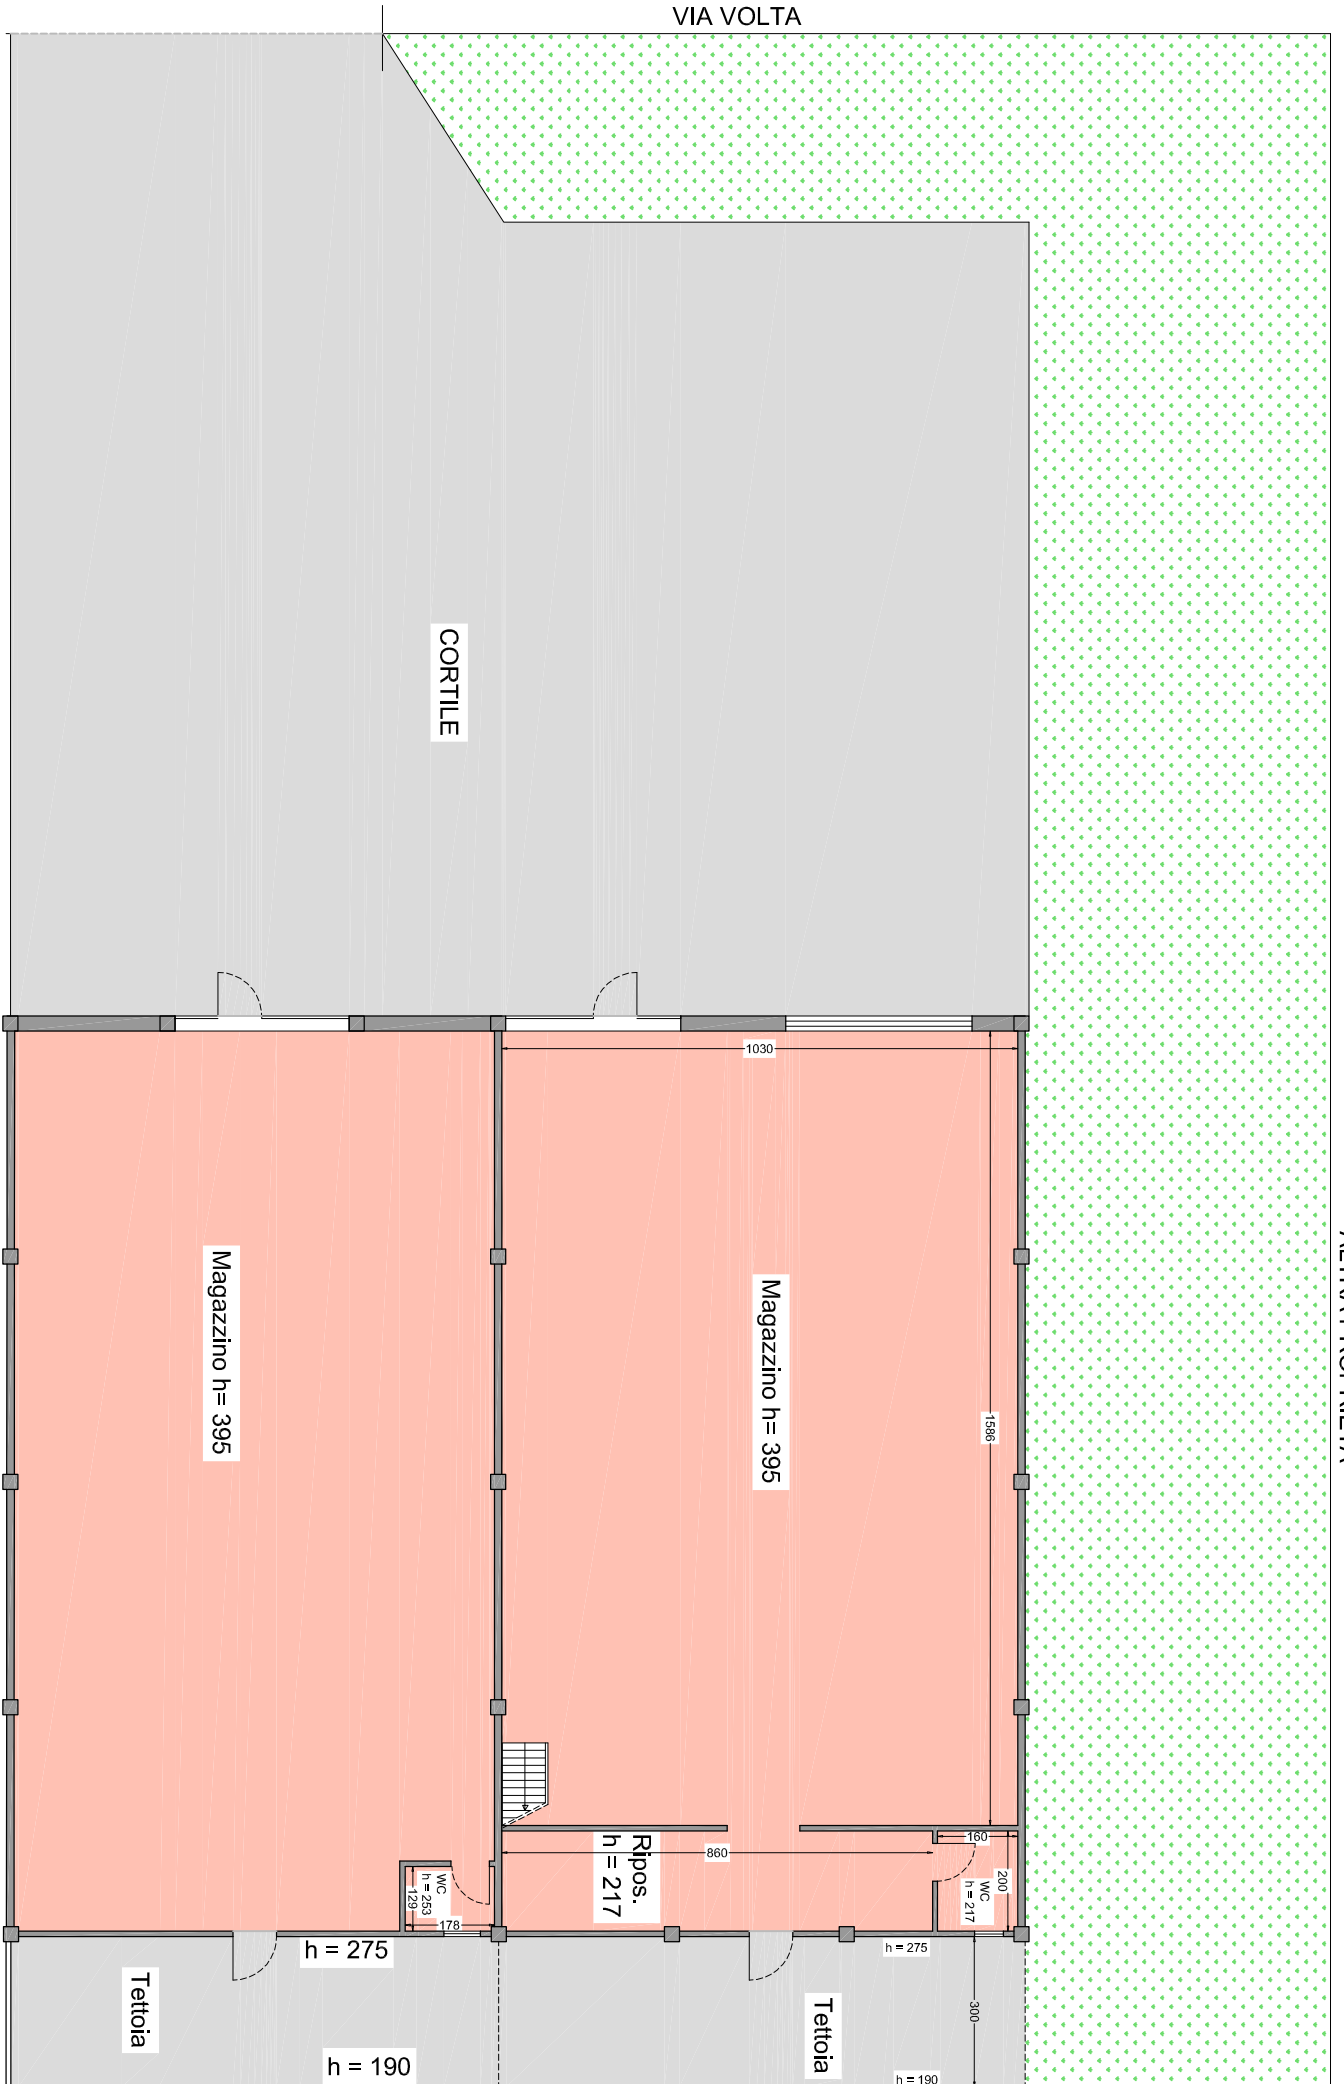 VIA VOLTA
CORTILE
1030
1586
Magazzino h= 395
Magazzino h= 395
160
860
200
Ripos.
h = 217
WC
h = 217
WC
h = 253
129
178
h = 275
h = 275
Tettoia
Tettoia
300
h = 190
h = 190